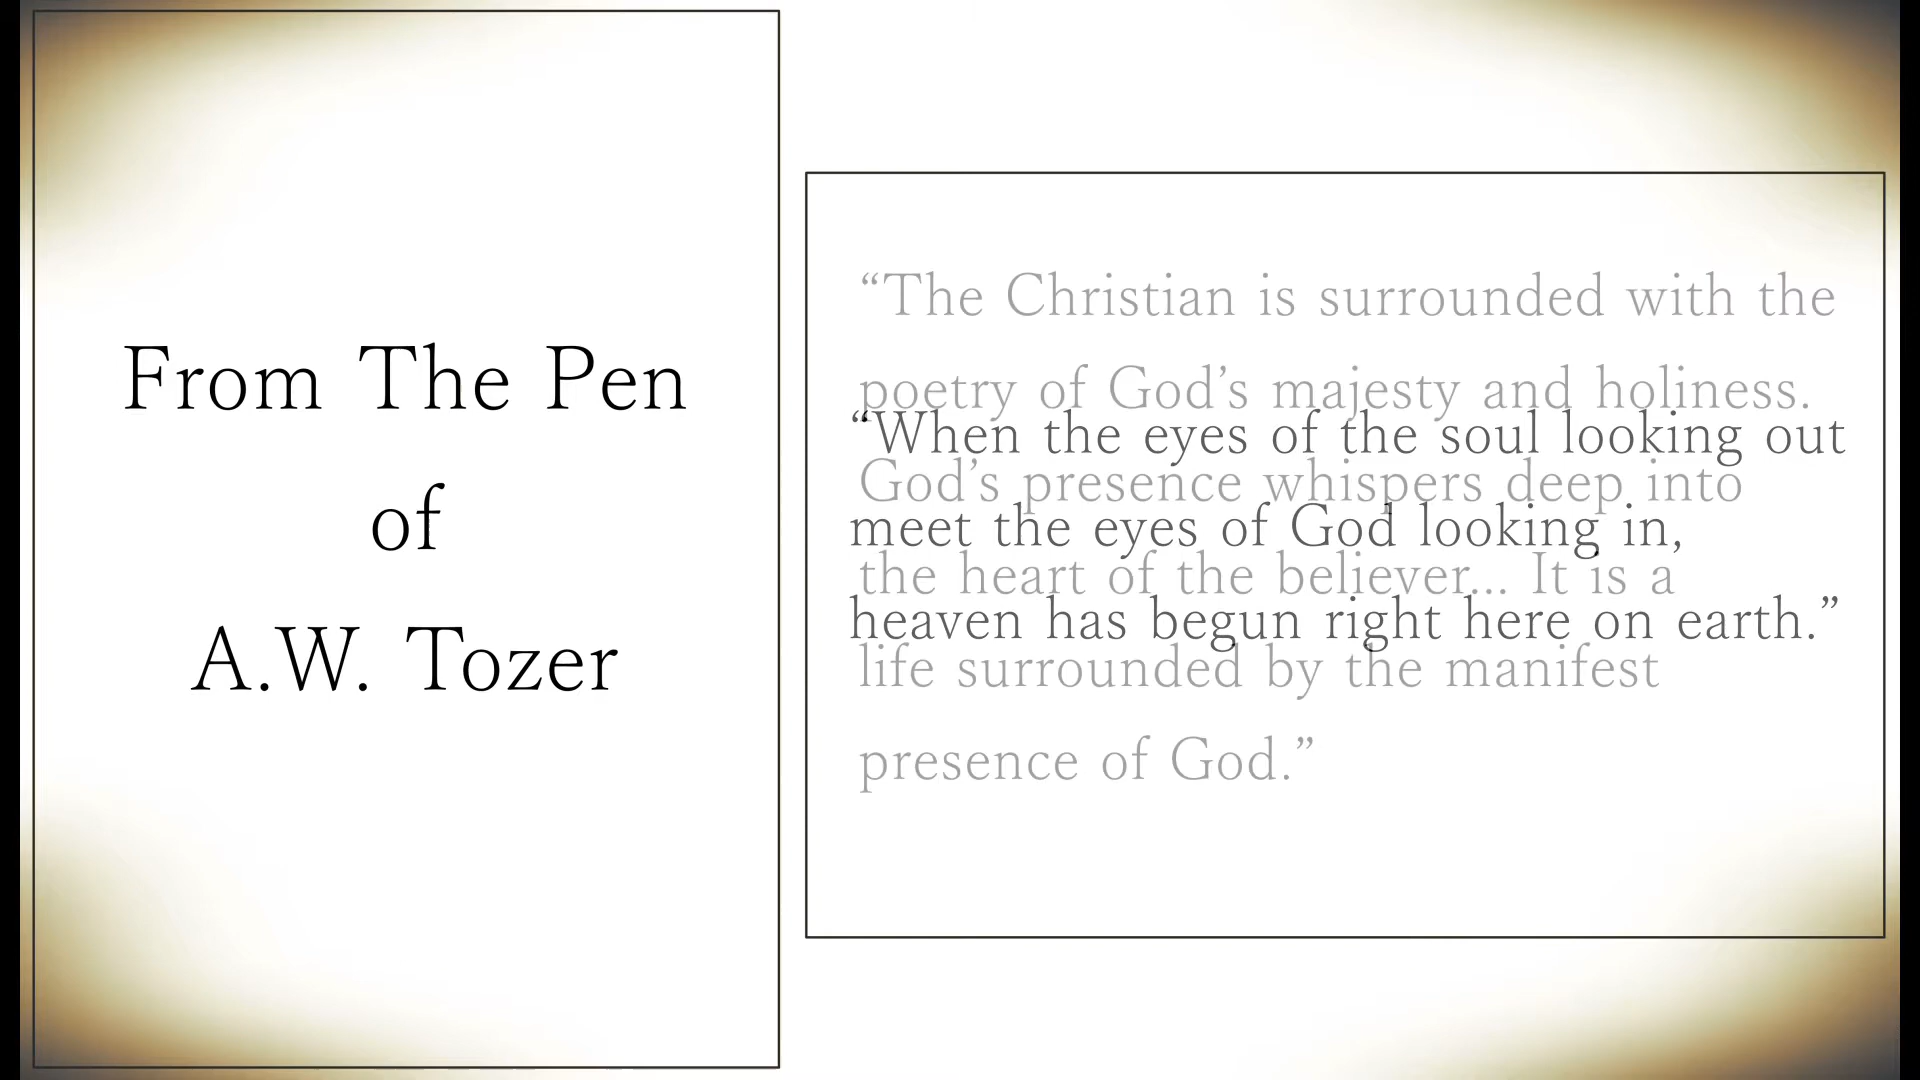 From The Pen
of
A.W. Tozer
“The Christian is surrounded with the
poetry of God’s majesty and holiness.
God’s presence whispers deep into
the heart of the believer... It is a
life surrounded by the manifest
presence of God.”
“When the eyes of the soul looking out
meet the eyes of God looking in,
heaven has begun right here on earth.”